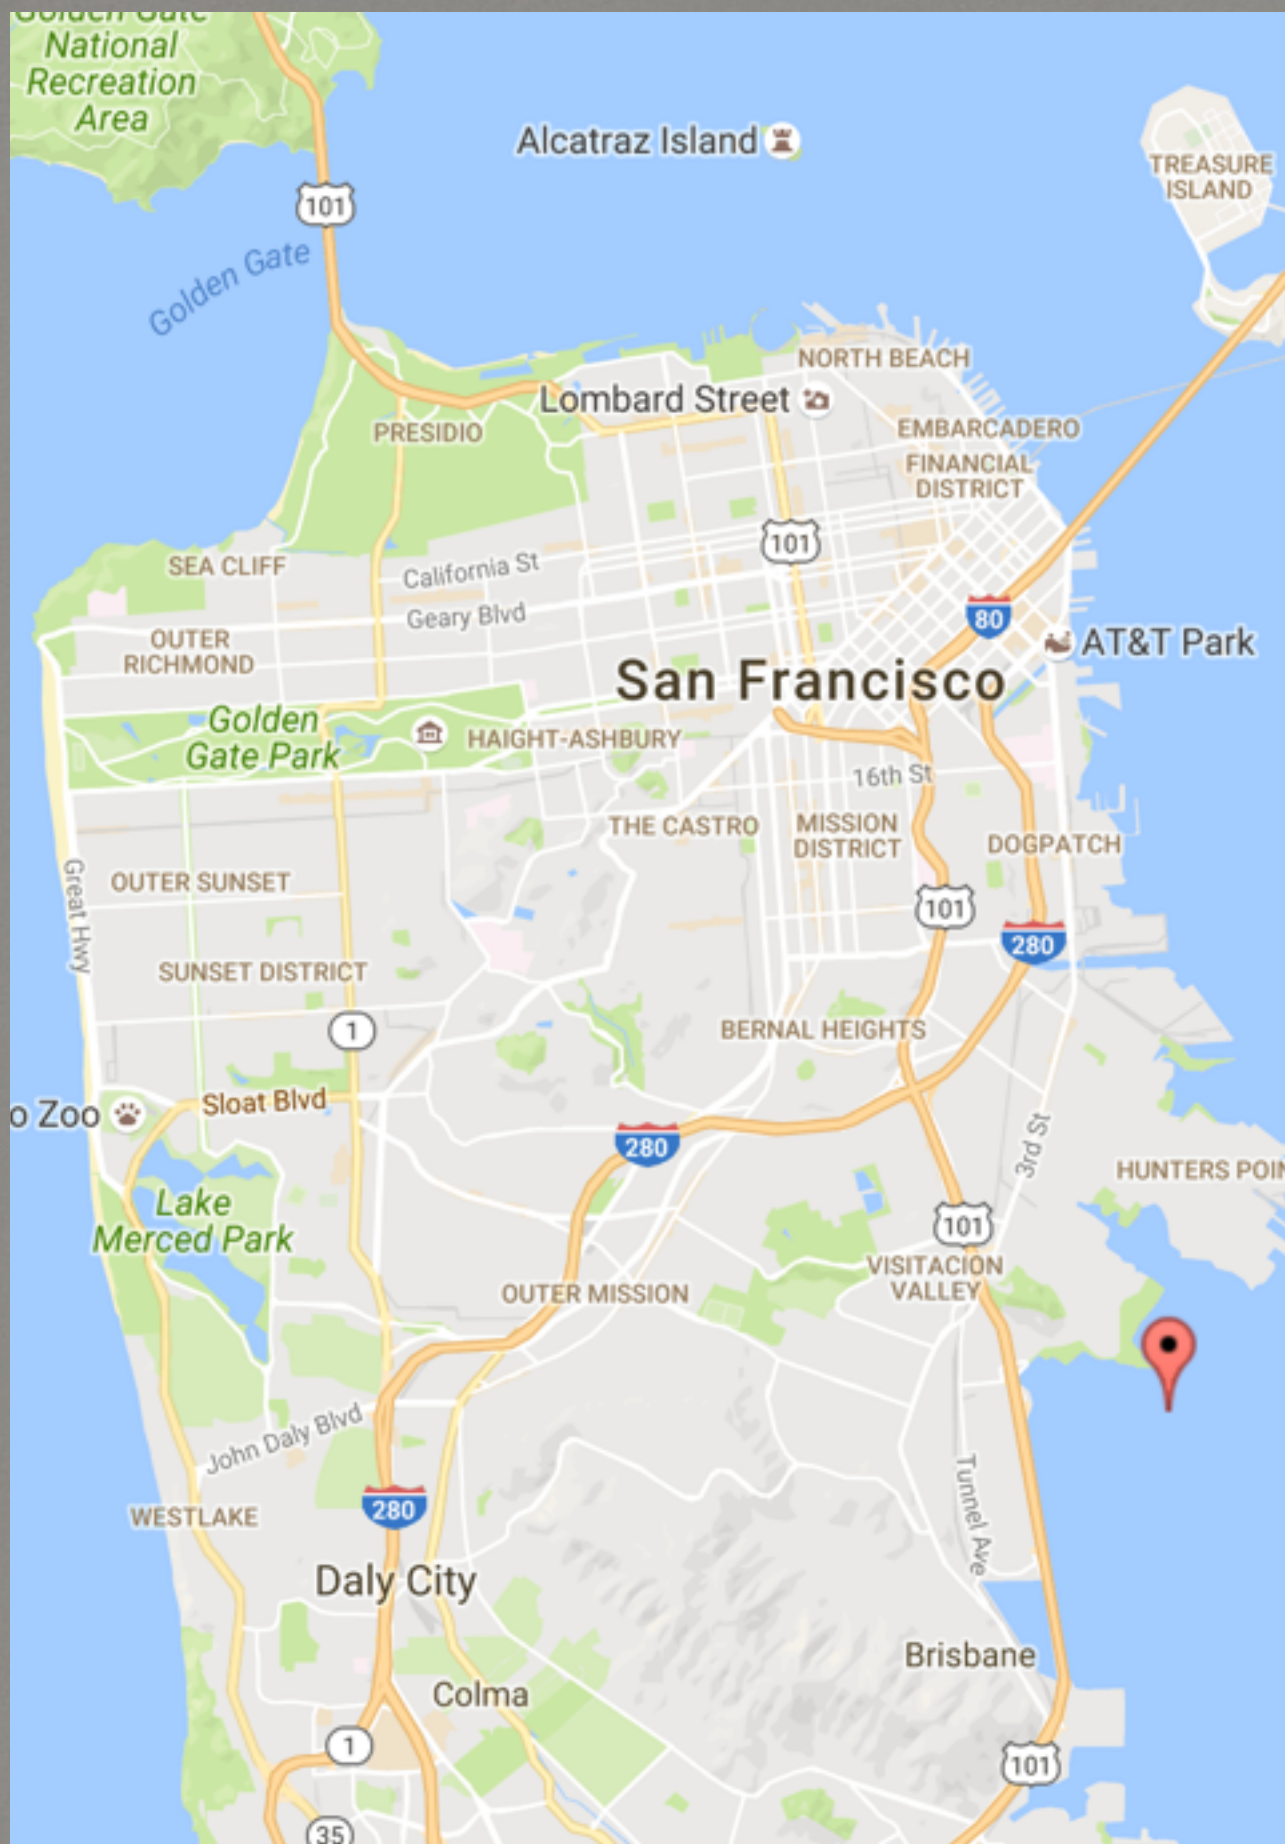 Golden Gate
National
Recreation
Area
Alcatraz Island
TREASURE
ISLAND
101
Golden Gate
NORTH BEACH
Lombard Street
PRESIDIO
EMBARCADERO
FINANCIAL
DISTRICT
101
SEA CLIFF
California St
Geary Blvd
80
OUTER
RICHMOND
AT&T Park
San Francisco
Golden
Gate Park
HAIGHT-ASHBURY
16th St
THE CASTRO
MISSION
DISTRICT
DOGPATCH
Great Hwy
OUTER SUNSET
101
280
SUNSET DISTRICT
1
BERNAL HEIGHTS
o Zoo
Sloat Blvd
280
3rd St
HUNTERS POIN
Lake
Merced Park
101
VISITACION
VALLEY
OUTER MISSION
John Daly Blvd
280
WESTLAKE
Tunnel Ave
Daly City
Brisbane
Colma
1
101
35